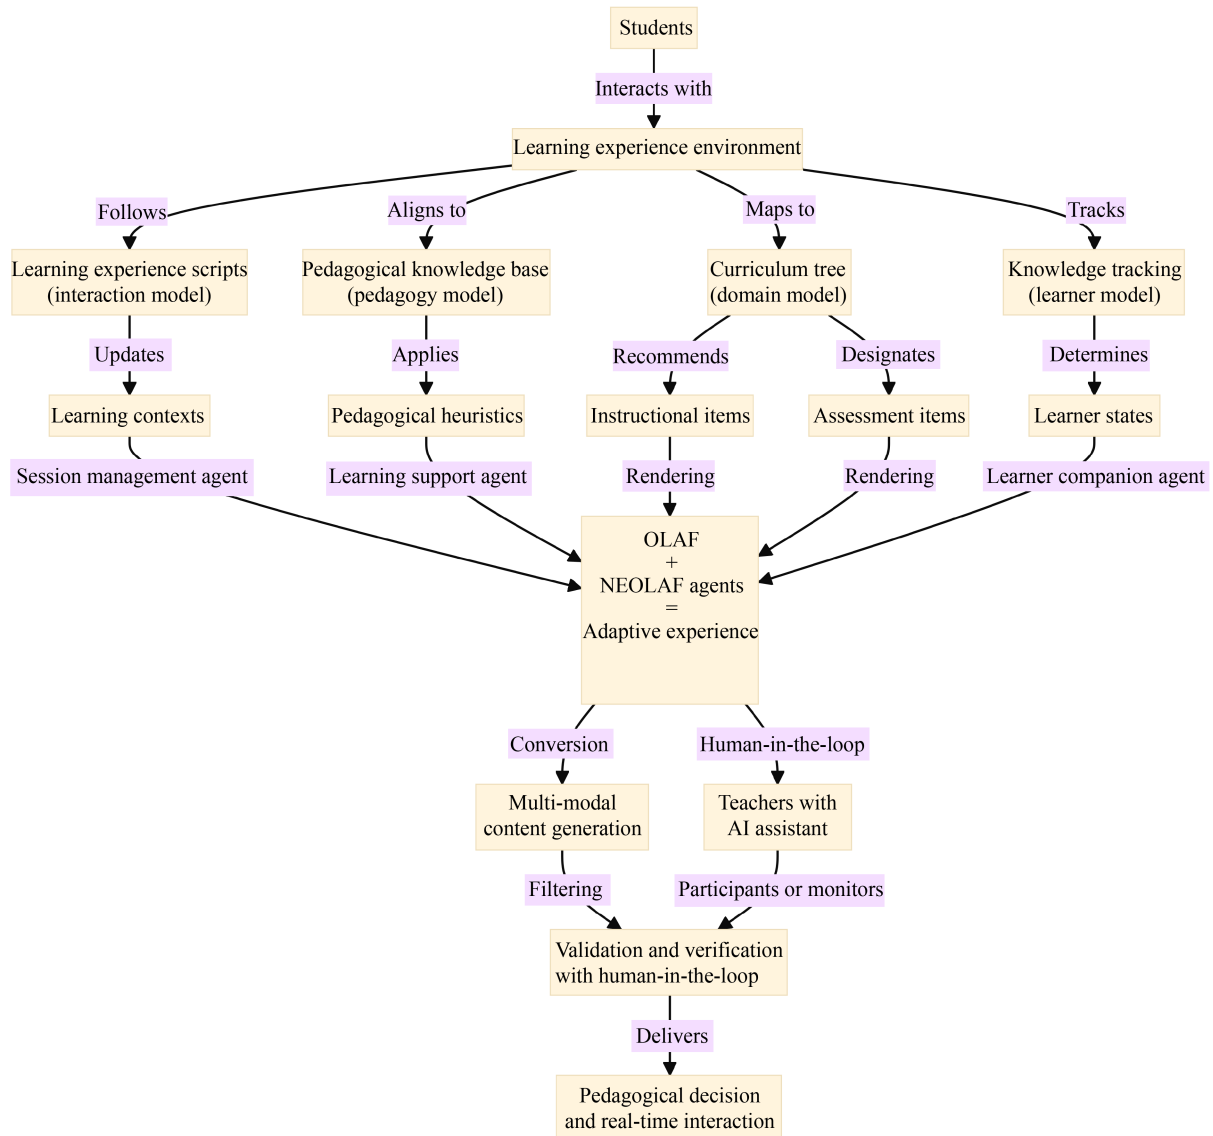 Students
Interacts with
Learning experience environment
Follows
Aligns to
Maps to
Tracks
Learning experience scripts
(interaction model)
Pedagogical knowledge base
(pedagogy model)
Curriculum tree
(domain model)
Knowledge tracking
(learner model)
Updates
Applies
Recommends
Designates
Determines
Learning contexts
Pedagogical heuristics
Instructional items
Assessment items
Learner states
Session management agent
Learning support agent
Rendering
Rendering
Learner companion agent
OLAF
+
NEOLAF agents
=
Adaptive experience
Conversion
Human-in-the-loop
Multi-modal
content generation
Teachers with
AI assistant
Filtering
Participants or monitors
Validation and verification
with human-in-the-loop
Delivers
Pedagogical decision
and real-time interaction